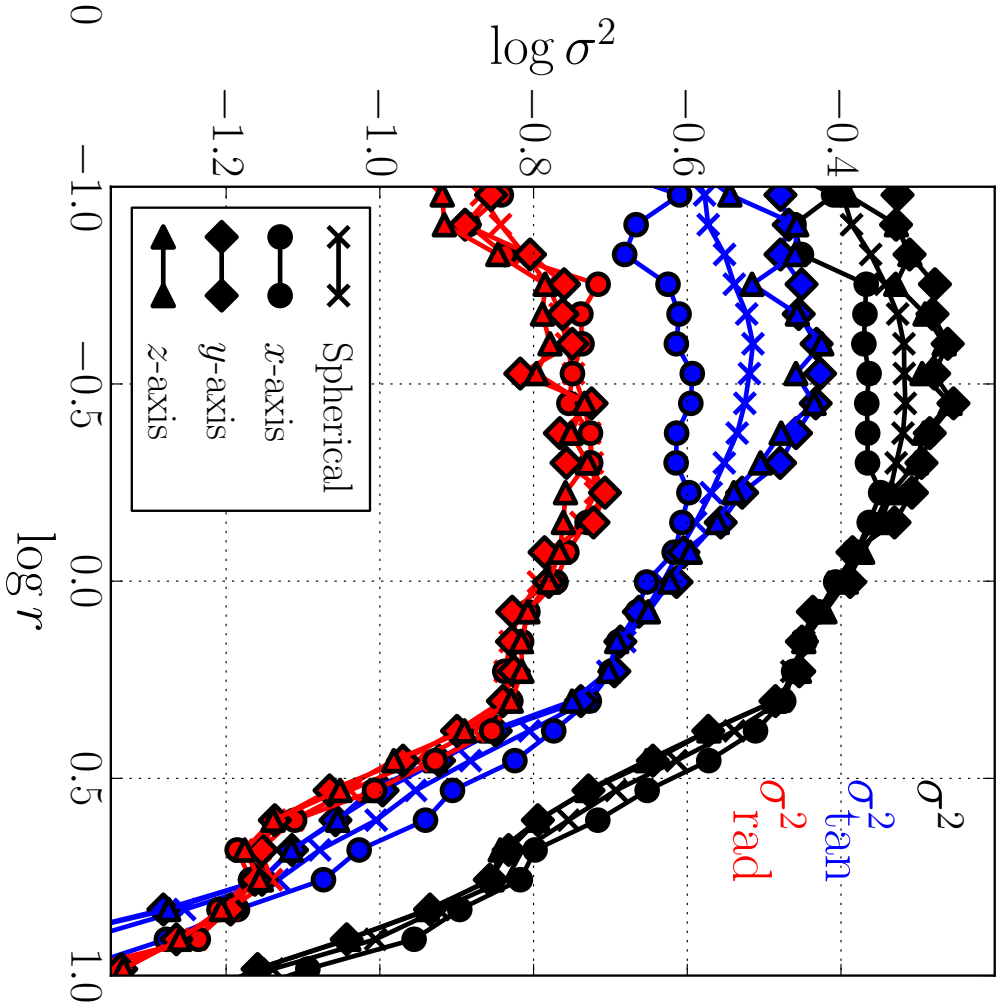 0
log σ²
−1.2
−1.0
−0.8
−0.6
−0.4
−1.0
−0.5
0.0
0.5
1.0
log r
Spherical
x-axis
y-axis
z-axis
σ²
σ²tan
σ²rad